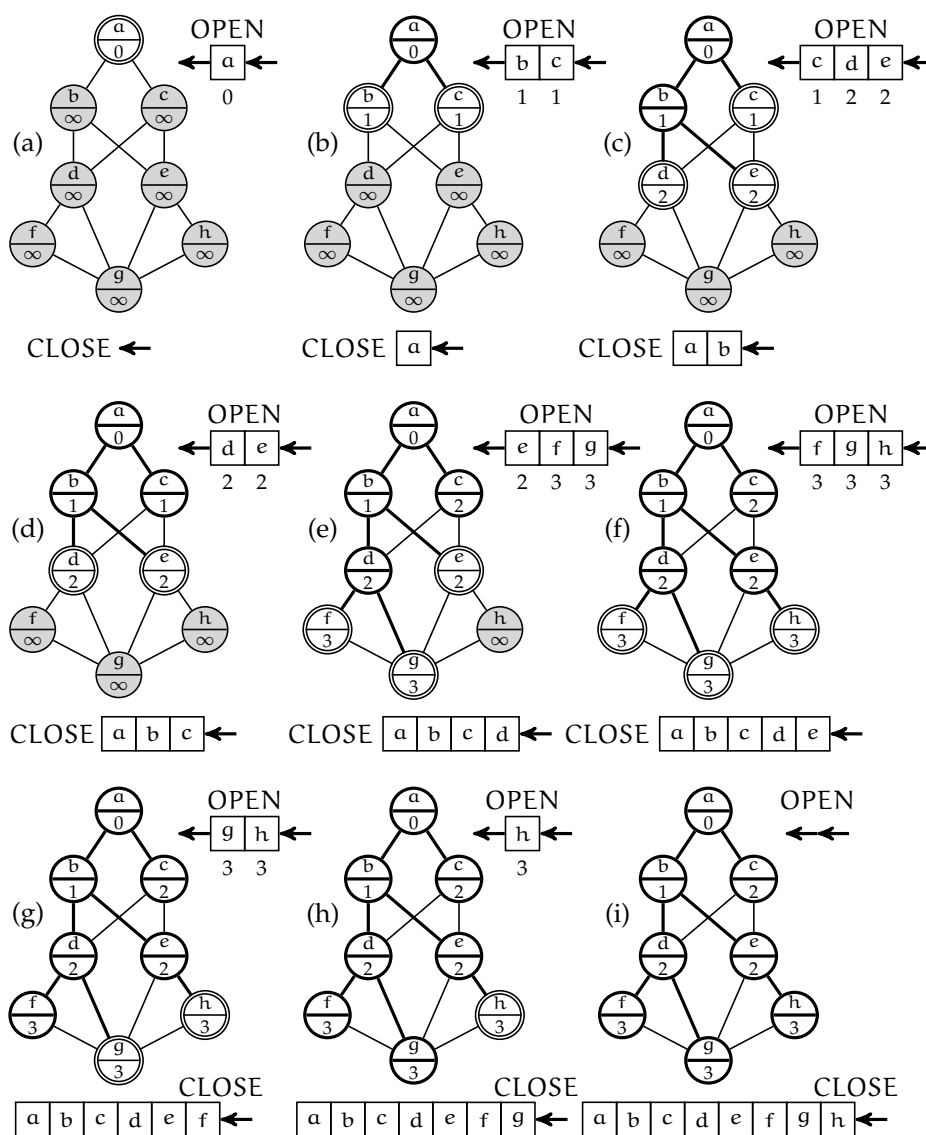 a OPEN a OPEN a OPEN
0 a 0 b c 0 c d e
b c 0 b c 1 1 b c 1 2 2
∞ ∞ 1 1 1 1
(a) (b) (c)
d e d e d e
∞ ∞ ∞ ∞ 2 2
f h f h f h
∞ ∞ ∞ ∞ ∞ ∞
g g g
∞ ∞ ∞
CLOSE CLOSE a CLOSE a b
a OPEN a OPEN a OPEN
0 d e 0 e f g 0 f g h
b c 2 2 b c 2 3 3 b c 3 3 3
1 1 1 2 1 2
(d) (e) (f)
d e d e d e
2 2 2 2 2 2
f h f h f h
∞ ∞ 3 ∞ 3 3
g g g
∞ 3 3
CLOSE a b c CLOSE a b c d CLOSE a b c d e
a OPEN a OPEN a OPEN
0 g h 0 h 0
b c 3 3 b c 3 b c
1 2 1 2 1 2
(g) (h) (i)
d e d e d e
2 2 2 2 2 2
f h f h f h
3 3 3 3 3 3
g g g
3 3 3
CLOSE CLOSE CLOSE
a b c d e f a b c d e f g a b c d e f g h